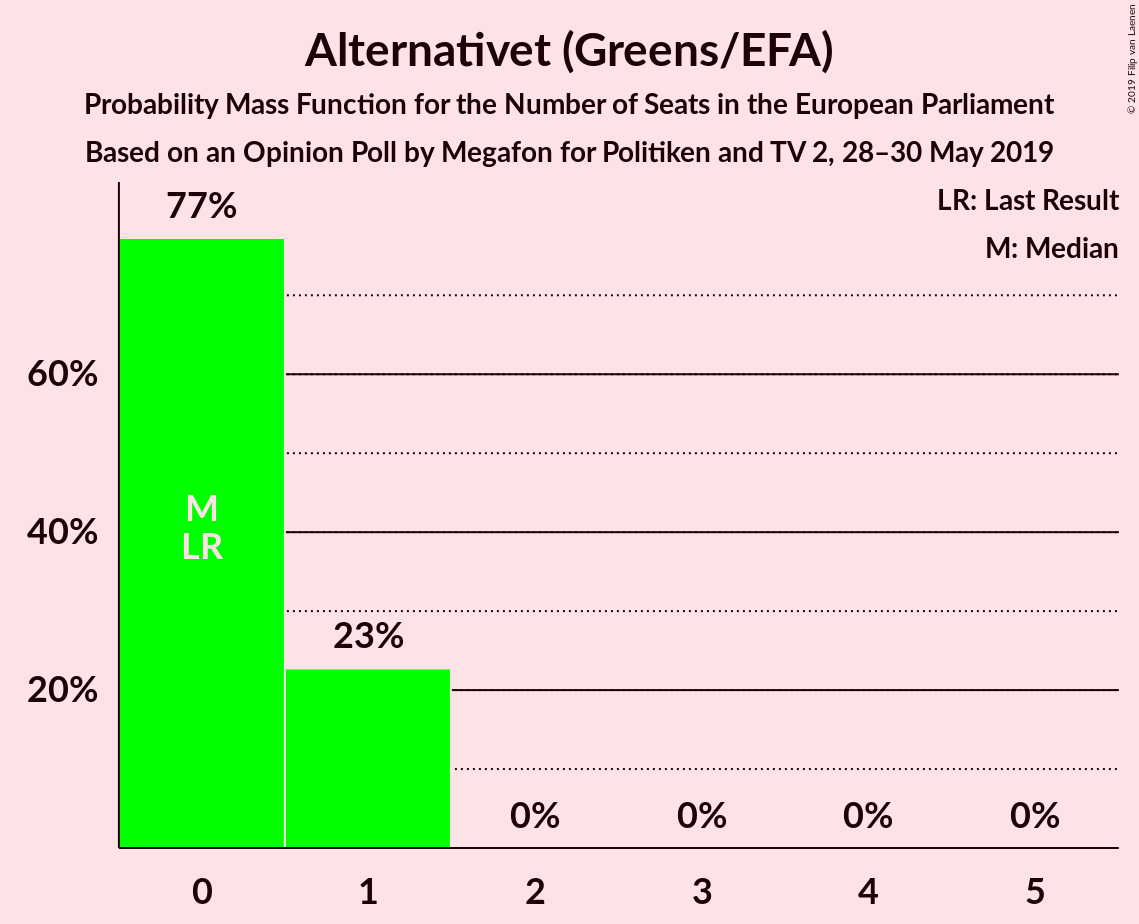 Alternativet (Greens/EFA)
Probability Mass Function for the Number of Seats in the European Parliament
Based on an Opinion Poll by Megafon for Politiken and TV 2, 28–30 May 2019
© 2019 Filip van Laenen
LR: Last Result
M: Median
77%
60%
M
40%
LR
23%
20%
0% 0% 0% 0%
0 1 2 3 4 5